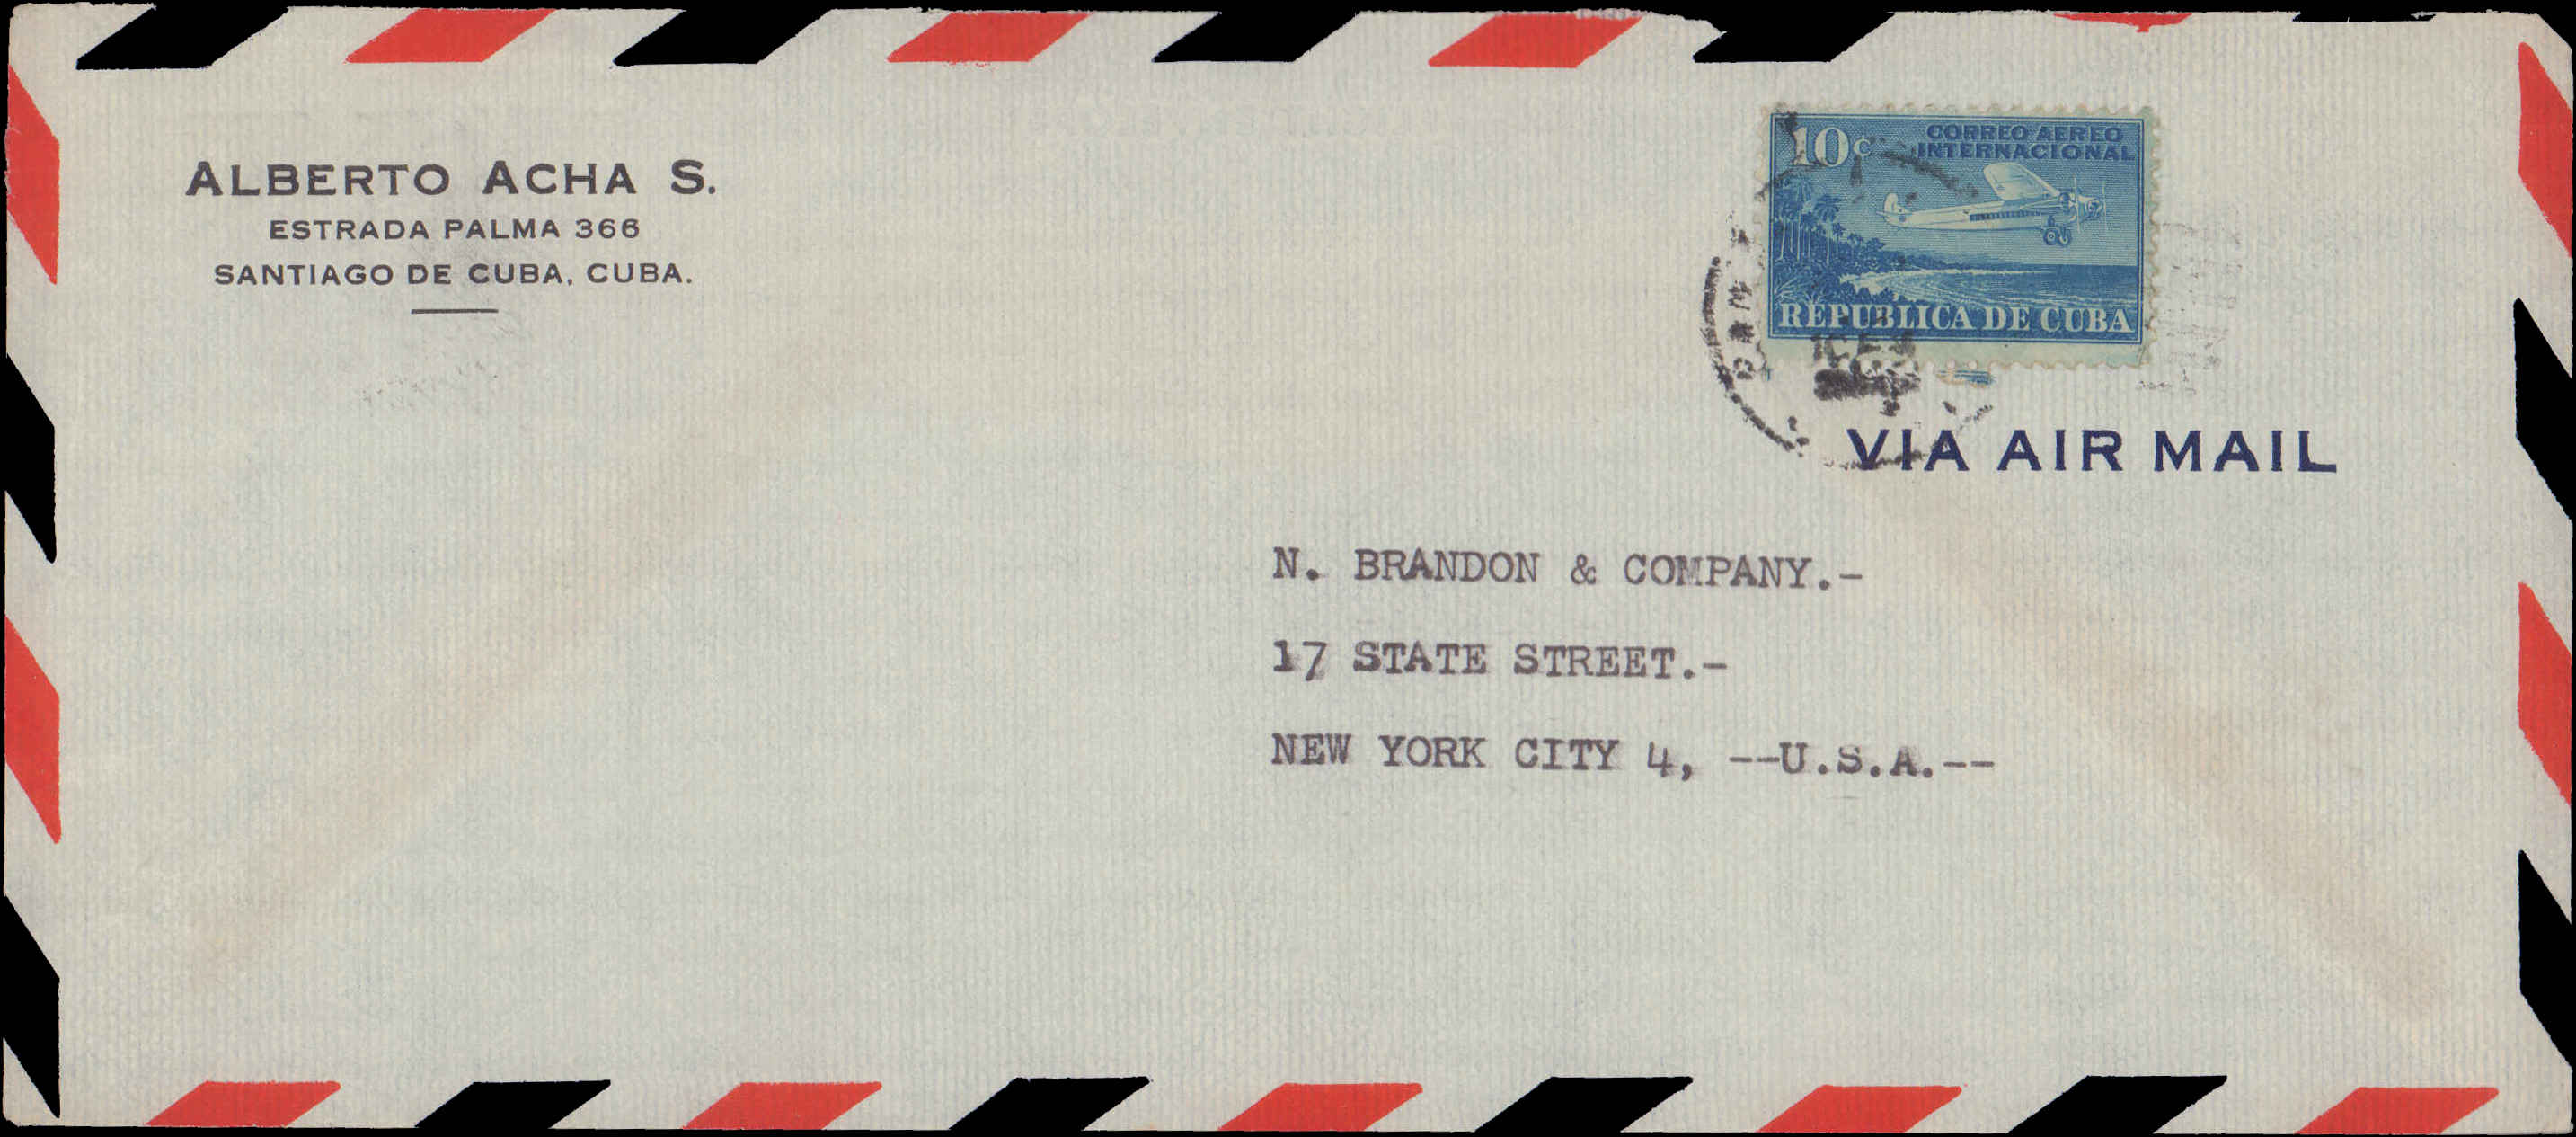 ALBERTO ACHA S.
ESTRADA PALMA 366
SANTIAGO DE CUBA, CUBA.
10c
CORREO AEREO
INTERNACIONAL
REPUBLICA DE CUBA
VIA AIR MAIL
N. BRANDON & COMPANY.-
17 STATE STREET.-
NEW YORK CITY 4, --U.S.A.--